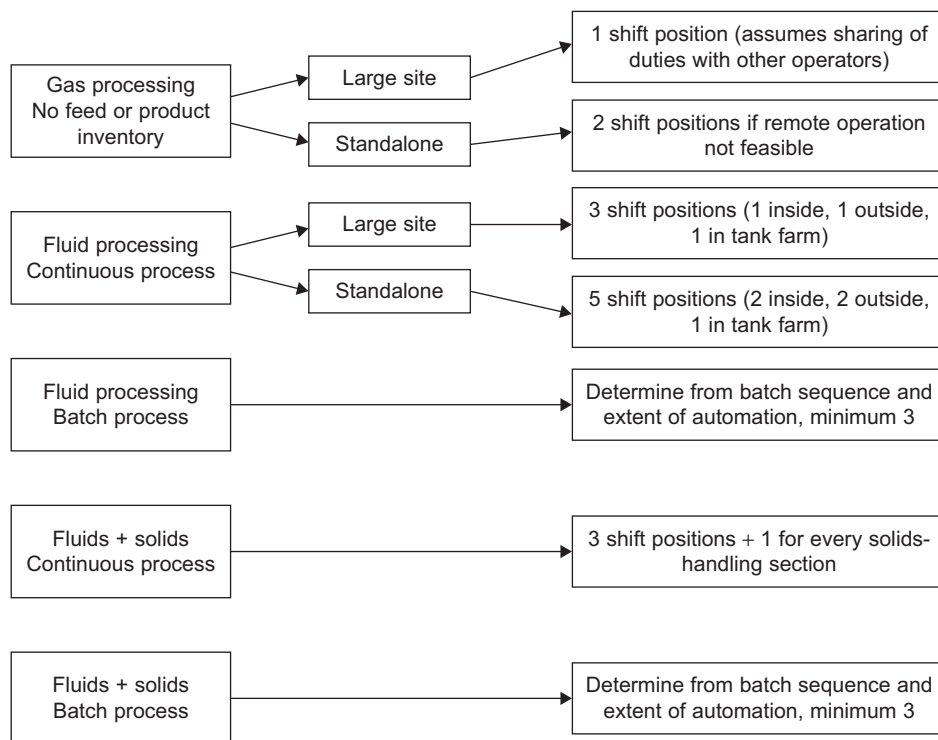 Gas processing
No feed or product
inventory
Large site
1 shift position (assumes sharing of
duties with other operators)
Standalone
2 shift positions if remote operation
not feasible
Fluid processing
Continuous process
Large site
3 shift positions (1 inside, 1 outside,
1 in tank farm)
Standalone
5 shift positions (2 inside, 2 outside,
1 in tank farm)
Fluid processing
Batch process
Determine from batch sequence and
extent of automation, minimum 3
Fluids + solids
Continuous process
3 shift positions + 1 for every solids-
handling section
Fluids + solids
Batch process
Determine from batch sequence and
extent of automation, minimum 3